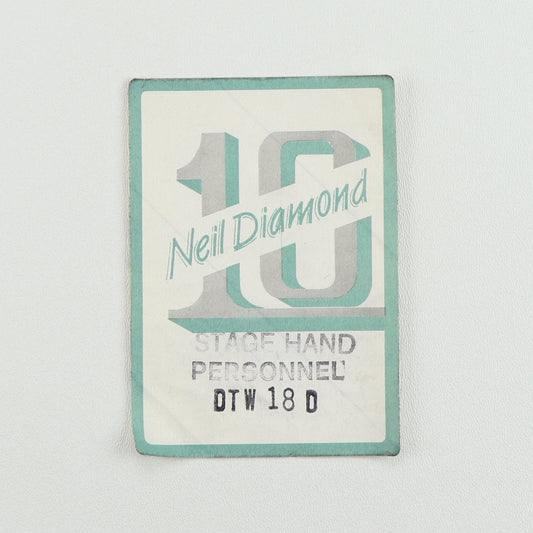 10
Neil Diamond
STAGE HAND
PERSONNEL
DTW 18 D